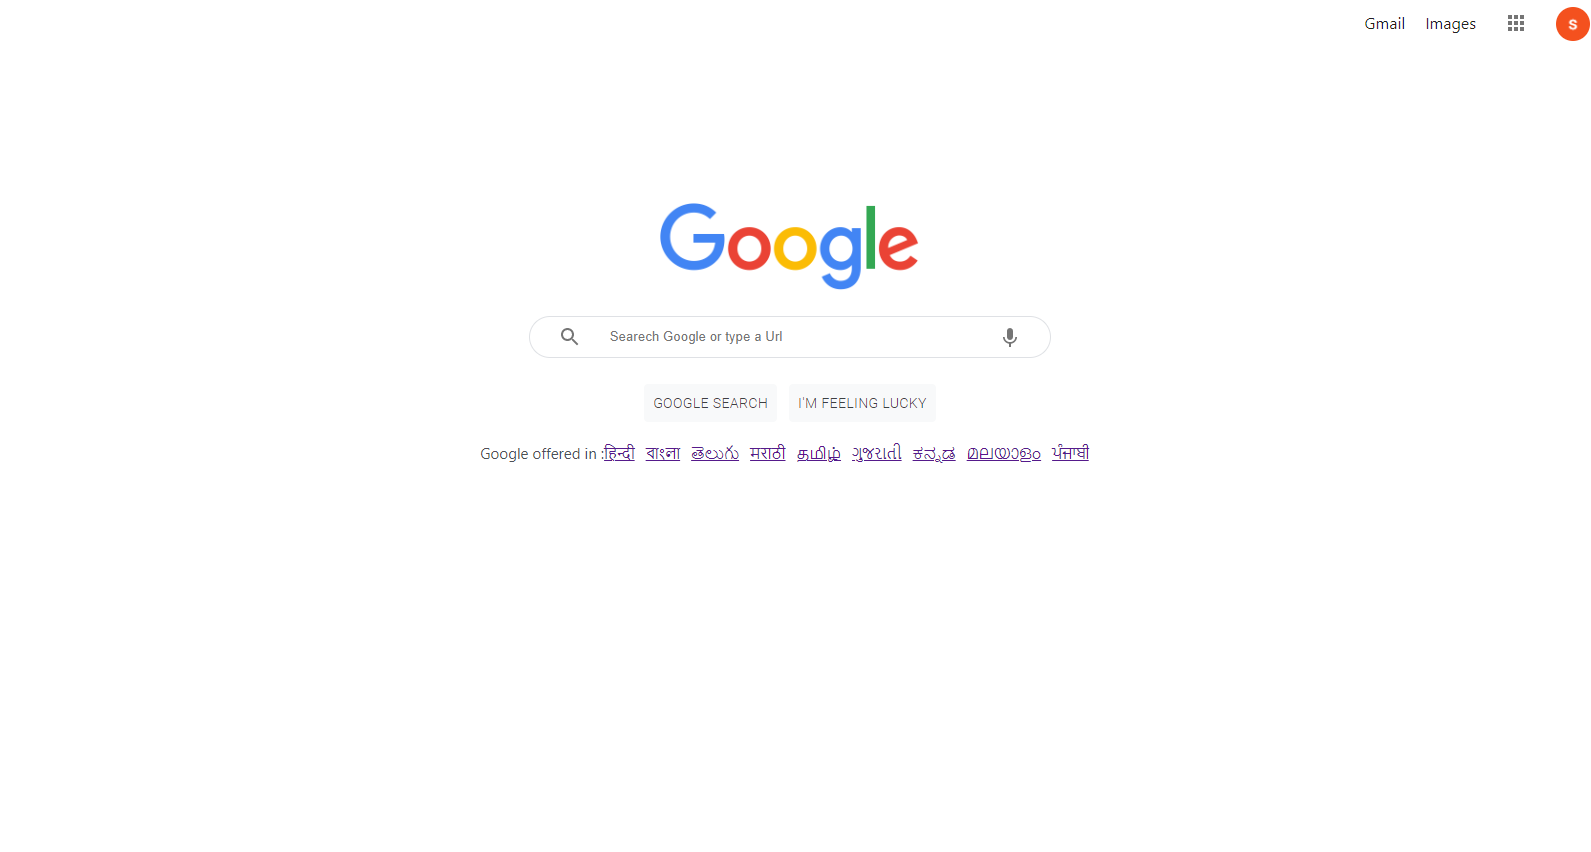 Gmail Images S
Google
Searech Google or type a Url
GOOGLE SEARCH I'M FEELING LUCKY
Google offered in :हिन्दी বাংলা తెలుగు मराठी தமிழ் ગુજરાતી ಕನ್ನಡ മലയാളം ਪੰਜਾਬੀ